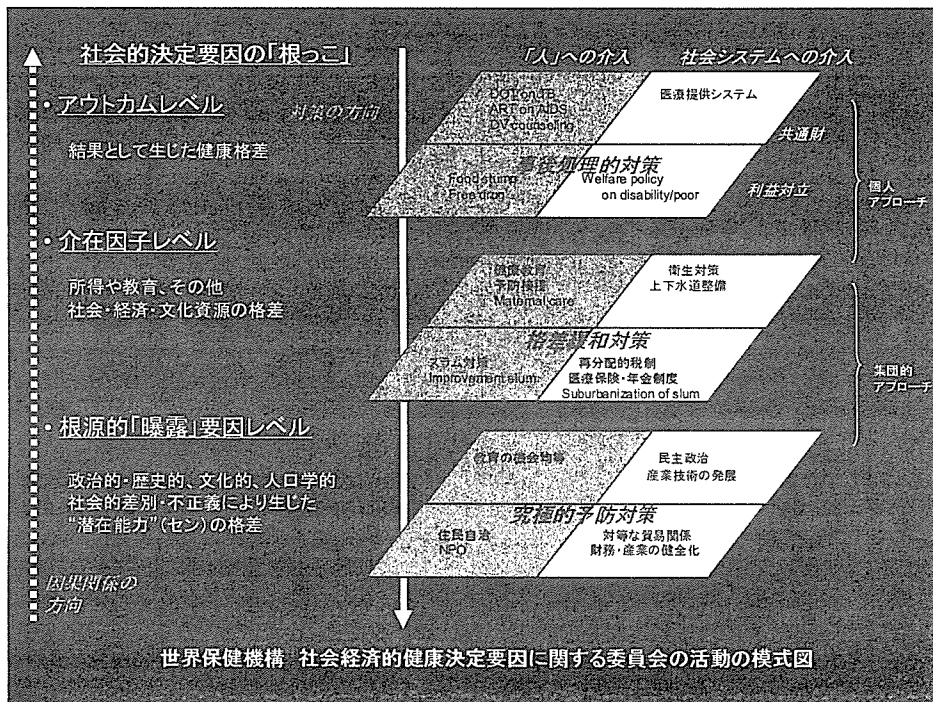 社会的決定要因の「根っこ」
「人」への介入
社会システムへの介入
・アウトカムレベル
結果として生じた健康格差
対策の方向
DOT on TB
ART on AIDS
DV counseling
医療提供システム
共通財
事後処理的対策
Free drug
Welfare policy
on disability/poor
利益対立
個人
アプローチ
・介在因子レベル
所得や教育、その他
社会・経済・文化資源の格差
健康教育
予防接種
Maternal care
衛生対策
上下水道整備
格差緩和対策
スラム対策
Improvement slum
再分配的税制
医療保険・年金制度
Suburbanization of slum
集団的
アプローチ
・根源的「曝露」要因レベル
政治的・歴史的、文化的、人口学的
社会的差別・不正義により生じた
“潜在能力”(セン)の格差
教育の機会均等
民主政治
産業技術の発展
究極的予防対策
住民自治
NPO
対等な貿易関係
財務・産業の健全化
因果関係の
方向
世界保健機構 社会経済的健康決定要因に関する委員会の活動の模式図